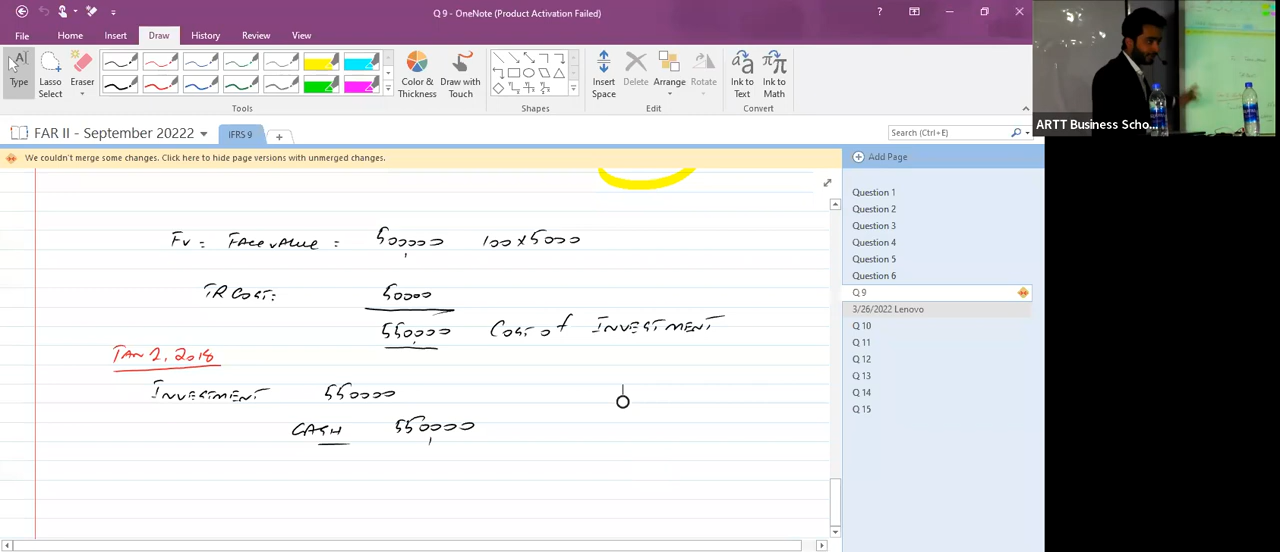 Q 9 - OneNote (Product Activation Failed)
File Home Insert Draw History Review View
Type
Lasso Select
Eraser
Color & Thickness
Draw with Touch
Insert Space
Delete
Arrange
Rotate
Ink to Text
Ink to Math
Tools
Shapes
Edit
Convert
ARTT Business Scho...
FAR II - September 20222
IFRS 9
Search (Ctrl+E)
We couldn't merge some changes. Click here to hide page versions with unmerged changes.
Add Page
Question 1
Question 2
Question 3
Question 4
Question 5
Question 6
Q 9
3/26/2022 Lenovo
Q 10
Q 11
Q 12
Q 13
Q 14
Q 15
FV = FACE VALUE = 500000 100 x 5000
TR COST: 50000
550,000 COST of INVESTMENT
JAN 2, 2018
INVESTMENT 550000
CASH 550000